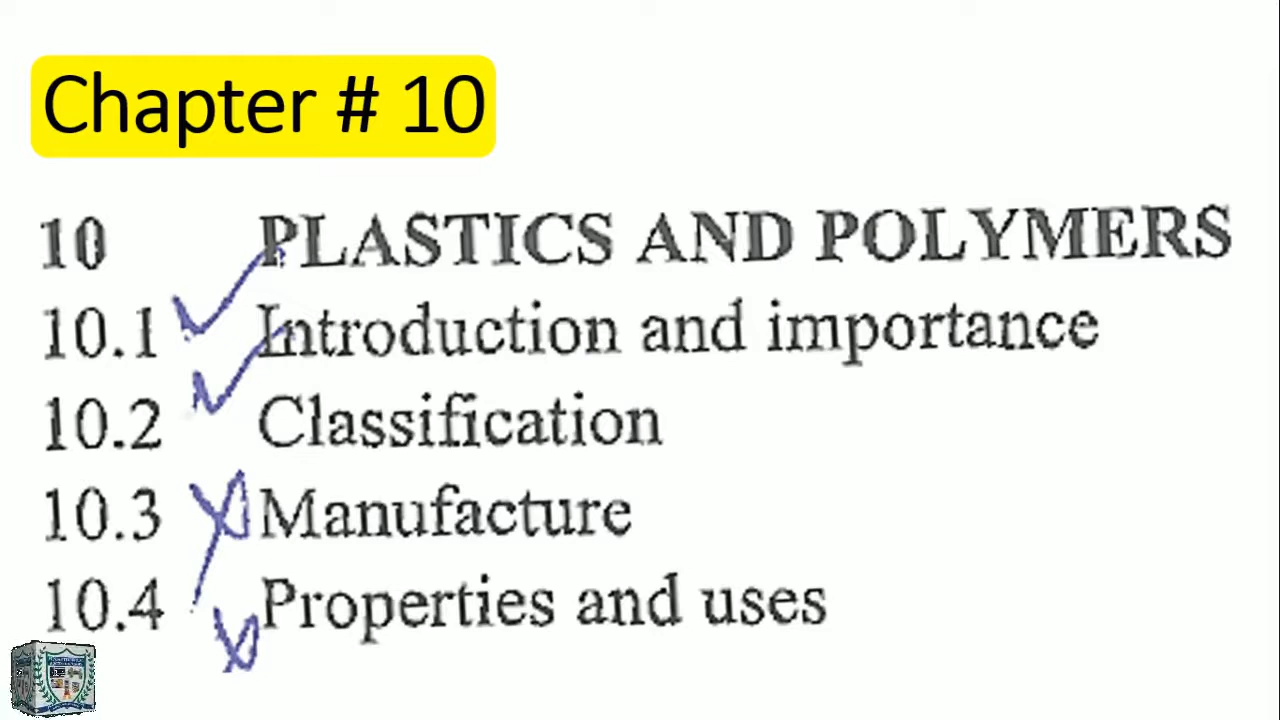 Chapter # 10
10 PLASTICS AND POLYMERS
10.1 Introduction and importance
10.2 Classification
10.3 Manufacture
10.4 Properties and uses